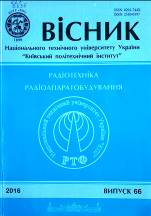 ВІСНИК
Національного технічного університету України
"Київський політехнічний інститут"
РАДІОТЕХНІКА
РАДІОАПАРАТОБУДУВАННЯ
РТФ
2016
ВИПУСК 66